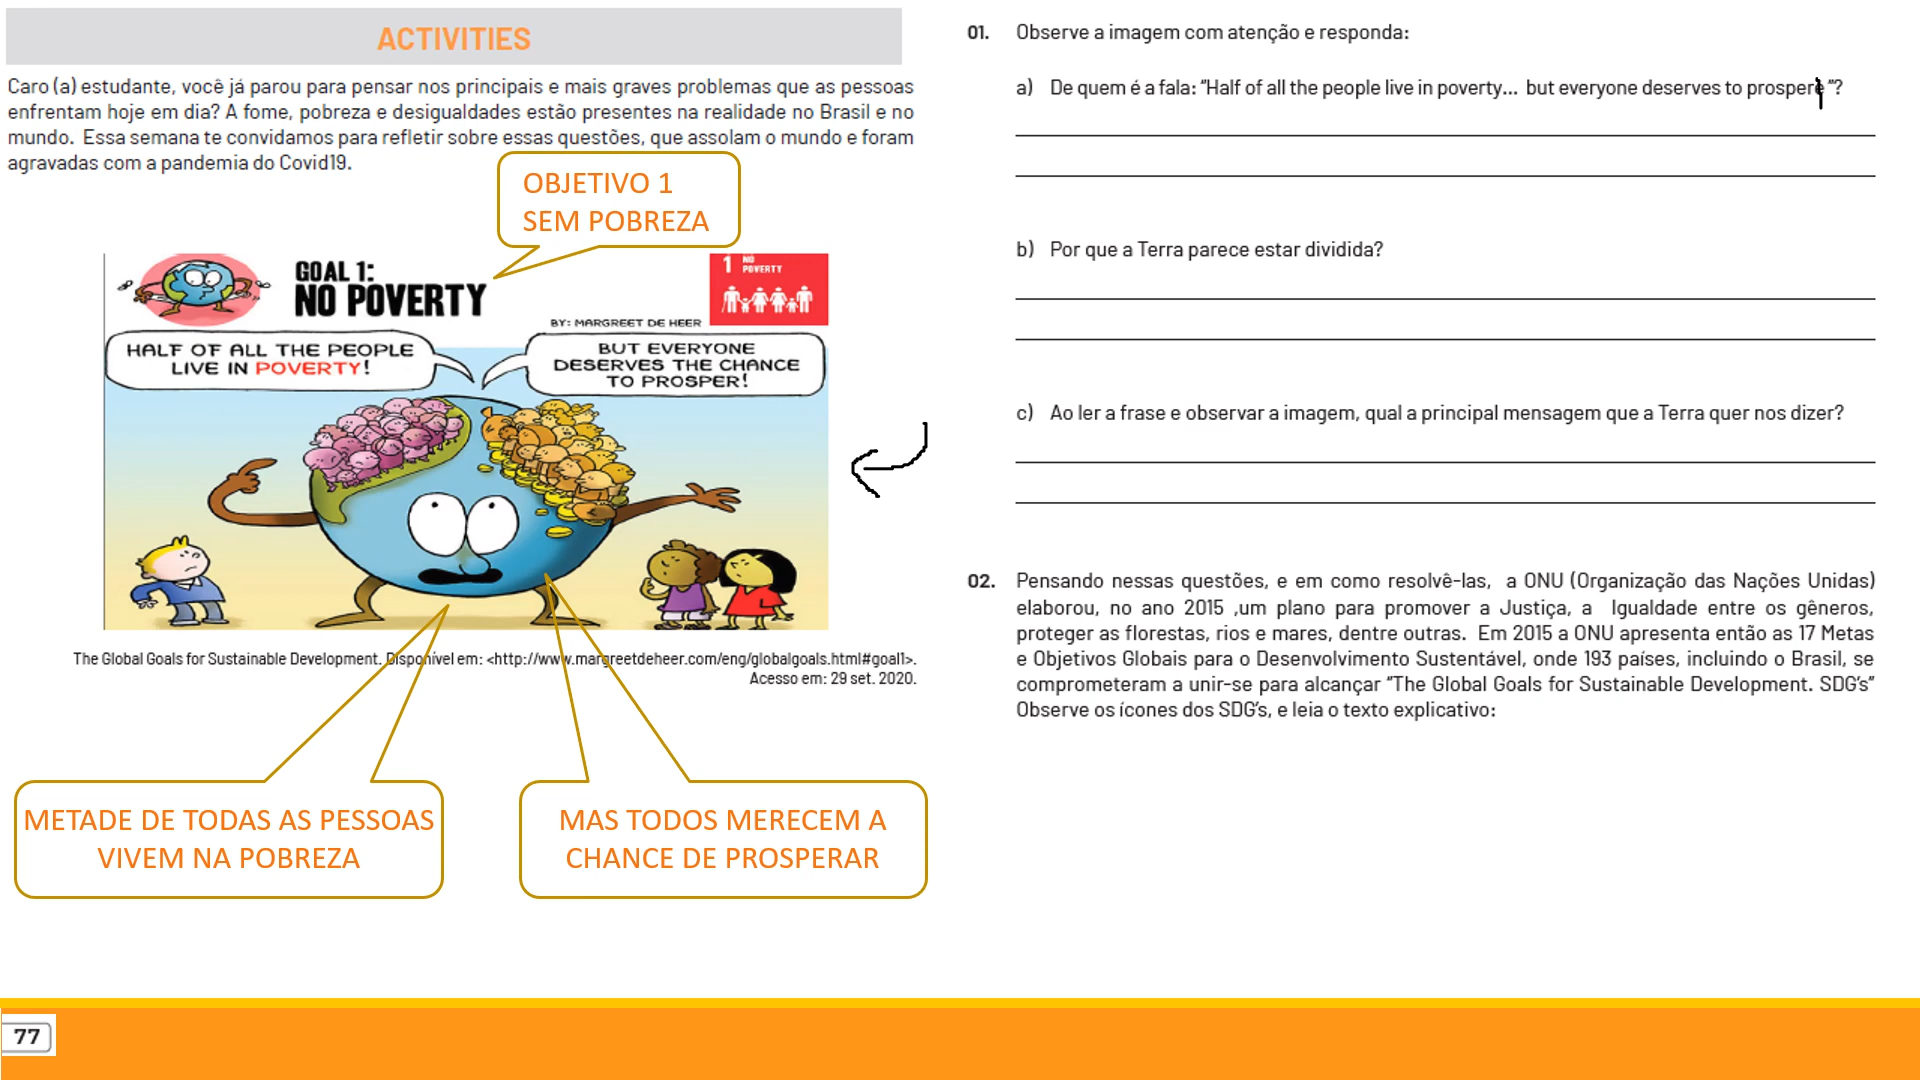 ACTIVITIES
Caro (a) estudante, você já parou para pensar nos principais e mais graves problemas que as pessoas
enfrentam hoje em dia? A fome, pobreza e desigualdades estão presentes na realidade no Brasil e no
mundo. Essa semana te convidamos para refletir sobre essas questões, que assolam o mundo e foram
agravadas com a pandemia do Covid19.
OBJETIVO 1
SEM POBREZA
GOAL 1:
NO POVERTY
BY: MARGREET DE HEER
1 NO
POVERTY
HALF OF ALL THE PEOPLE
LIVE IN POVERTY!
BUT EVERYONE
DESERVES THE CHANCE
TO PROSPER!
The Global Goals for Sustainable Development. Disponível em: <http://www.margreetdeheer.com/eng/globalgoals.html#goal1>.
Acesso em: 29 set. 2020.
METADE DE TODAS AS PESSOAS
VIVEM NA POBREZA
MAS TODOS MERECEM A
CHANCE DE PROSPERAR
01. Observe a imagem com atenção e responda:
a) De quem é a fala: “Half of all the people live in poverty... but everyone deserves to prospere ”?
b) Por que a Terra parece estar dividida?
c) Ao ler a frase e observar a imagem, qual a principal mensagem que a Terra quer nos dizer?
02. Pensando nessas questões, e em como resolvê-las, a ONU (Organização das Nações Unidas)
elaborou, no ano 2015 ,um plano para promover a Justiça, a Igualdade entre os gêneros,
proteger as florestas, rios e mares, dentre outras. Em 2015 a ONU apresenta então as 17 Metas
e Objetivos Globais para o Desenvolvimento Sustentável, onde 193 países, incluindo o Brasil, se
comprometeram a unir-se para alcançar “The Global Goals for Sustainable Development. SDG’s”
Observe os ícones dos SDG’s, e leia o texto explicativo:
77